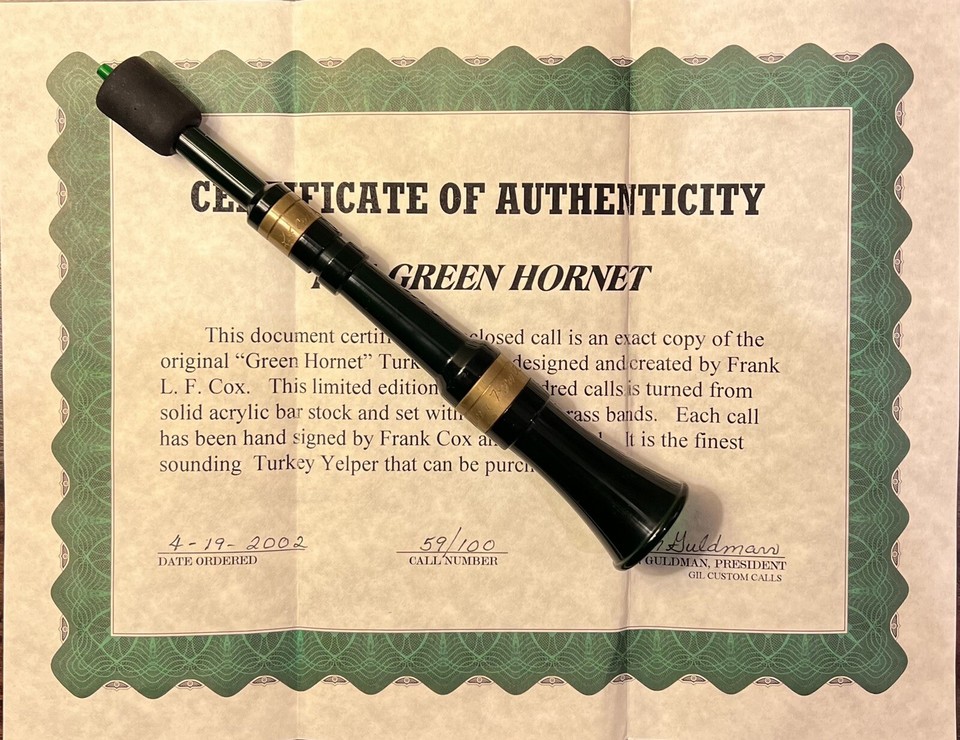 CERTIFICATE OF AUTHENTICITY
GREEN HORNET
This document certifi closed call is an exact copy of the
original “Green Hornet” Turk designed and created by Frank
L. F. Cox. This limited edition dred calls is turned from
solid acrylic bar stock and set with rass bands. Each call
has been hand signed by Frank Cox an It is the finest
sounding Turkey Yelper that can be purch
4-19-2002 59/100 Guldman
DATE ORDERED CALL NUMBER GULDMAN, PRESIDENT
GIL CUSTOM CALLS